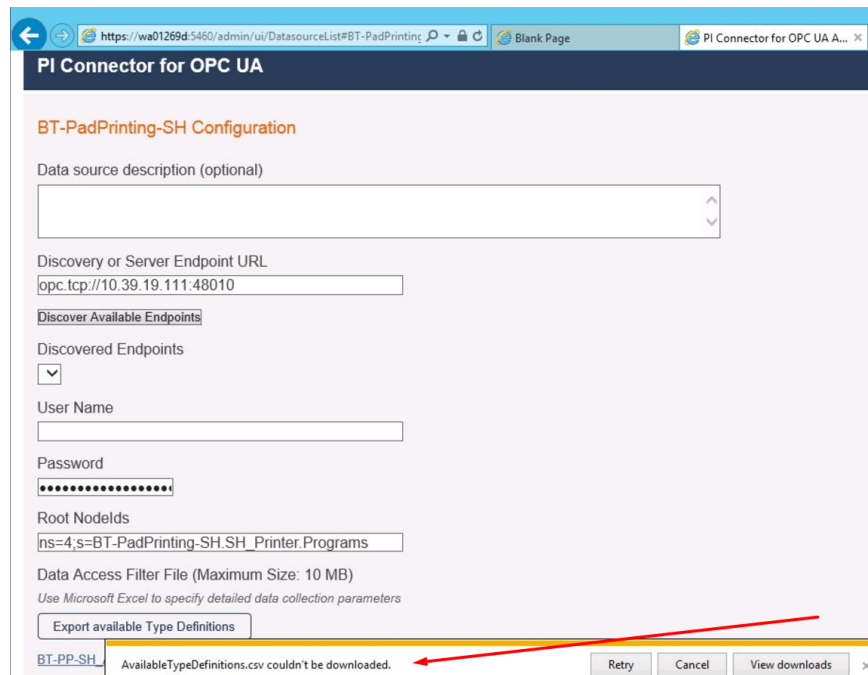 https://wa01269d:5460/admin/ui/DatasourceList#BT-PadPrinting
Blank Page
PI Connector for OPC UA A...
PI Connector for OPC UA
BT-PadPrinting-SH Configuration
Data source description (optional)
Discovery or Server Endpoint URL
opc.tcp://10.39.19.111:48010
Discover Available Endpoints
Discovered Endpoints
User Name
Password
Root NodeIds
ns=4;s=BT-PadPrinting-SH.SH_Printer.Programs
Data Access Filter File (Maximum Size: 10 MB)
Use Microsoft Excel to specify detailed data collection parameters
Export available Type Definitions
BT-PP-SH_
AvailableTypeDefinitions.csv couldn't be downloaded.
Retry
Cancel
View downloads